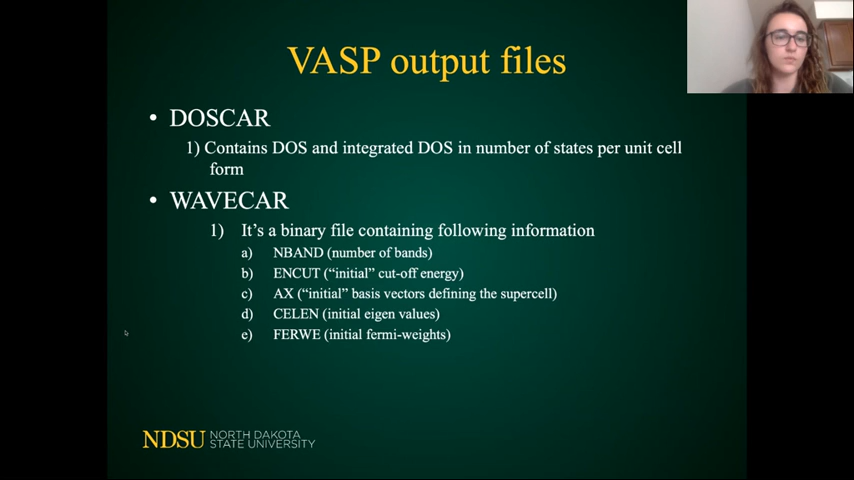 VASP output files
• DOSCAR
1) Contains DOS and integrated DOS in number of states per unit cell
form
• WAVECAR
1) It's a binary file containing following information
a) NBAND (number of bands)
b) ENCUT (“initial” cut-off energy)
c) AX (“initial” basis vectors defining the supercell)
d) CELEN (initial eigen values)
e) FERWE (initial fermi-weights)
NDSU NORTH DAKOTA
STATE UNIVERSITY